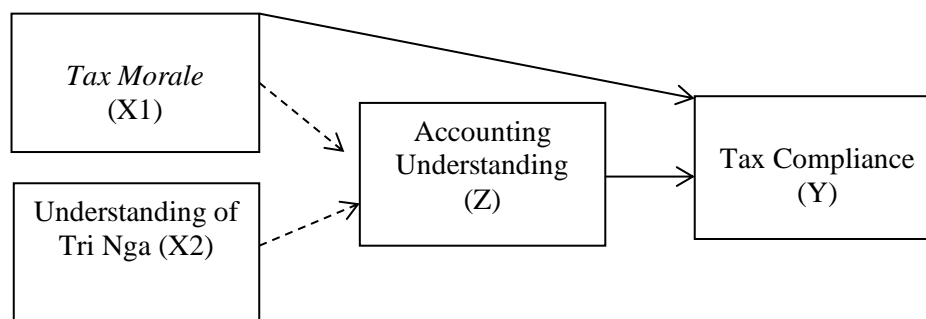 Tax Morale
(X1)
Understanding of
Tri Nga (X2)
Accounting
Understanding
(Z)
Tax Compliance
(Y)